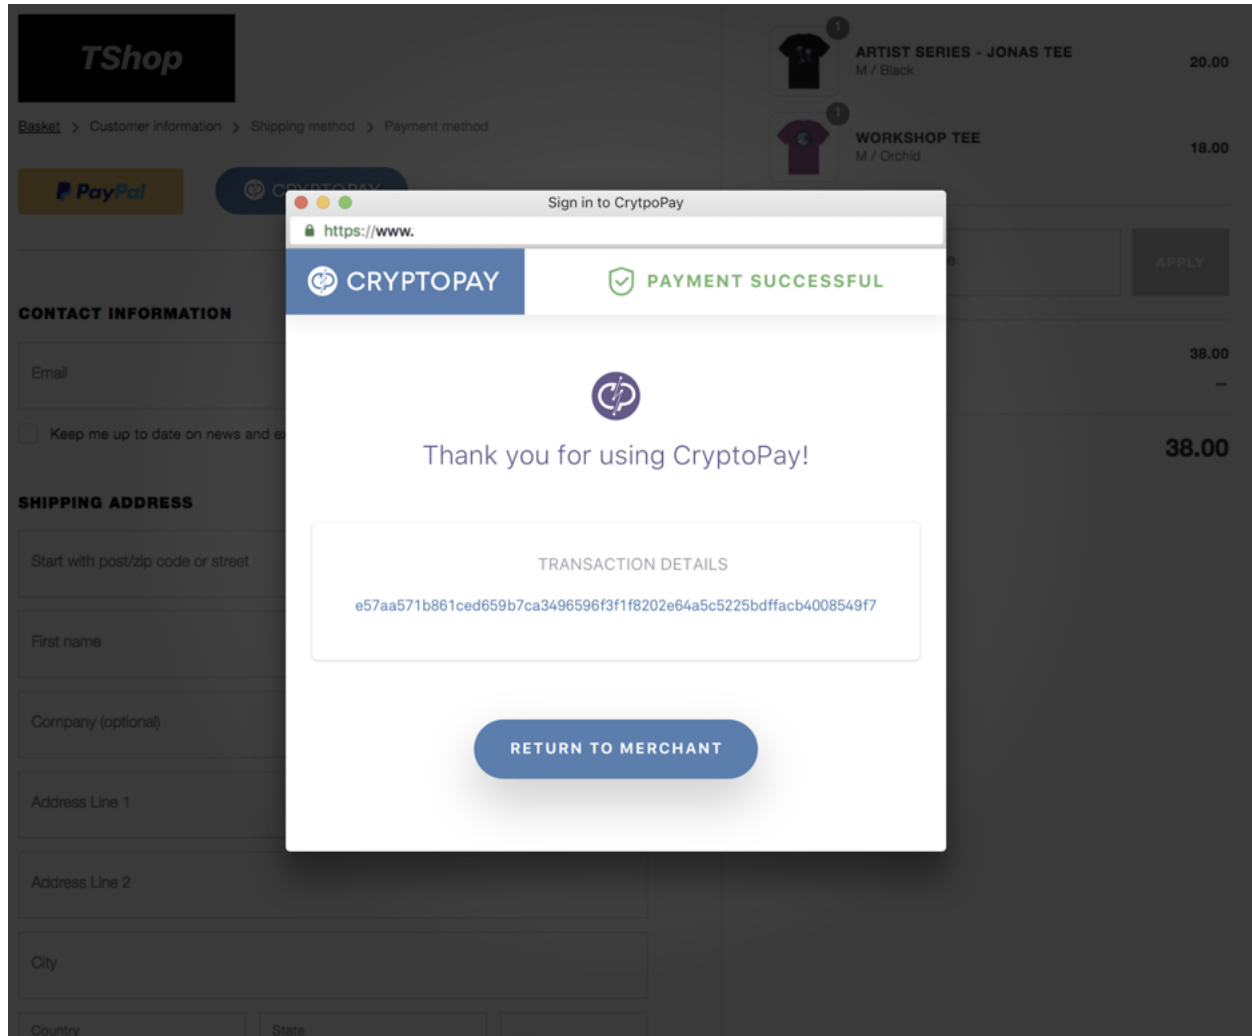 TShop
Basket > Customer information > Shipping method > Payment method
PayPal
CRYPTOPAY
1
ARTIST SERIES - JONAS TEE
M / Black
20.00
1
WORKSHOP TEE
M / Orchid
18.00
APPLY
38.00
—
38.00
CONTACT INFORMATION
Email
Keep me up to date on news and
SHIPPING ADDRESS
Start with post/zip code or street
First name
Company (optional)
Address Line 1
Address Line 2
City
Country
State
Sign in to CrytpoPay
https://www.
CRYPTOPAY
PAYMENT SUCCESSFUL
Thank you for using CryptoPay!
TRANSACTION DETAILS
e57aa571b861ced659b7ca3496596f3f1f8202e64a5c5225bdffacb4008549f7
RETURN TO MERCHANT